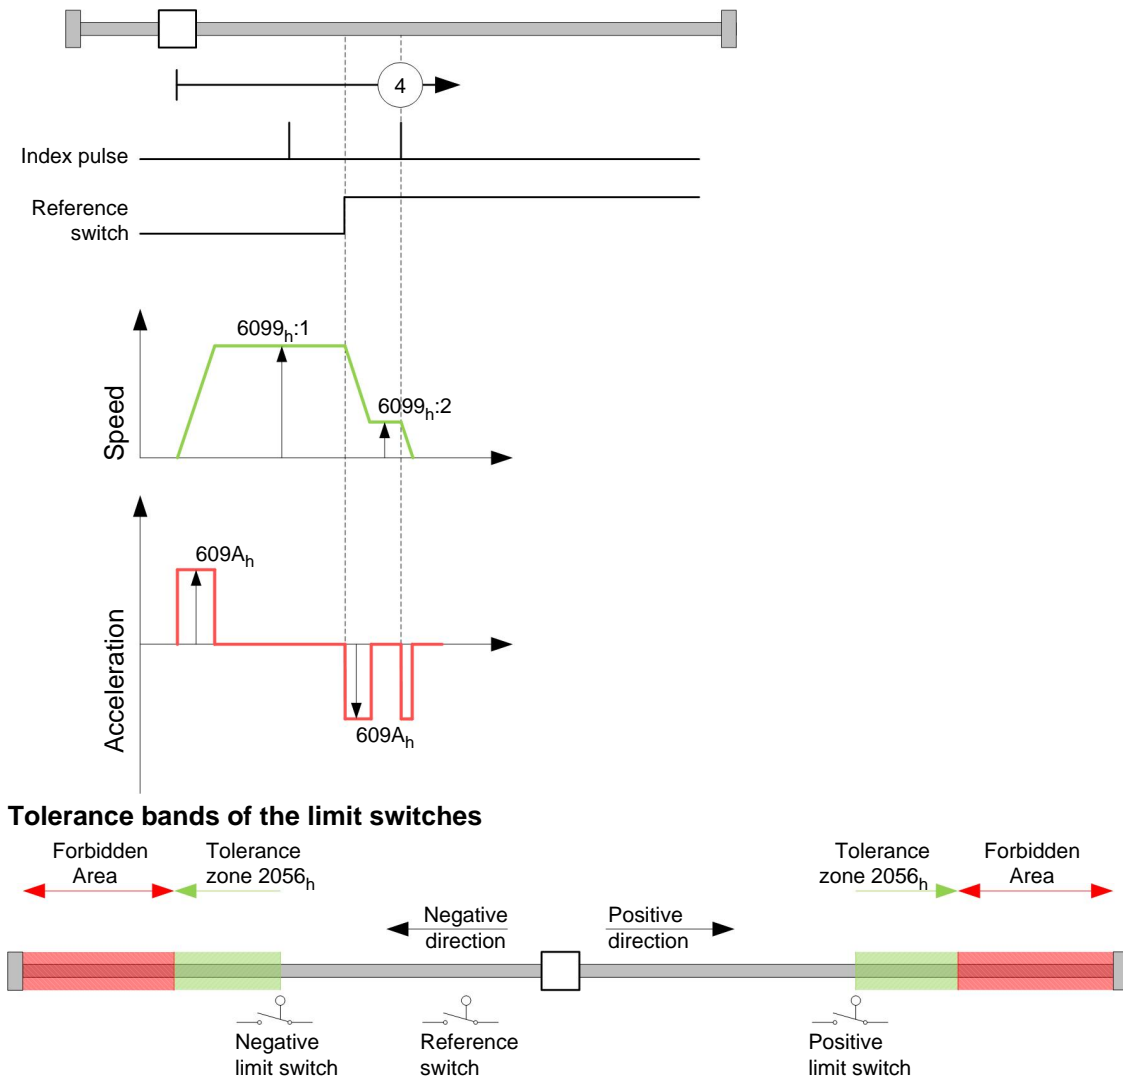 4
Index pulse
Reference
switch
6099h:1
6099h:2
Speed
609Ah
Acceleration
609Ah
Tolerance bands of the limit switches
Forbidden
Area
Tolerance
zone 2056h
Tolerance
zone 2056h
Forbidden
Area
Negative
direction
Positive
direction
Negative
limit switch
Reference
switch
Positive
limit switch